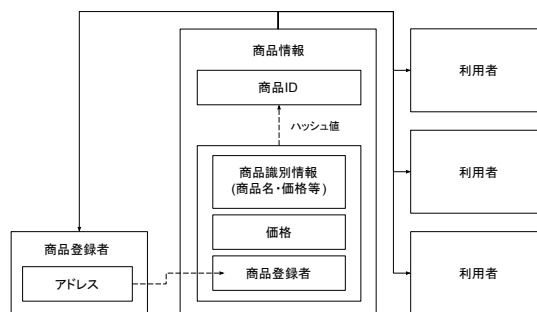 商品情報
商品ID
ハッシュ値
商品識別情報
(商品名・価格等)
価格
商品登録者
商品登録者
アドレス
利用者
利用者
利用者